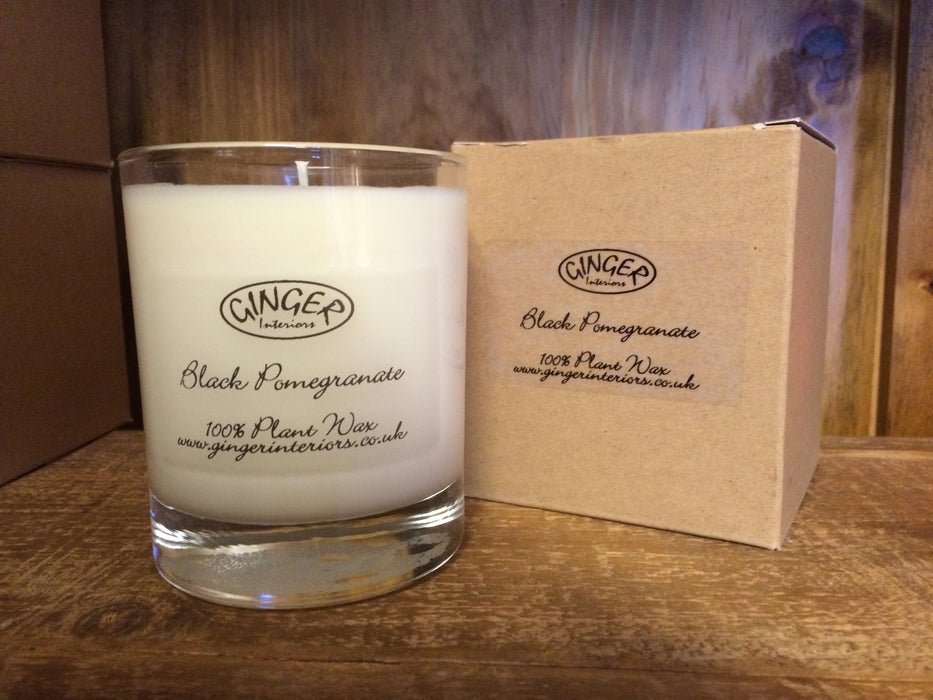 GINGER
Interiors
Black Pomegranate
100% Plant Wax
www.gingerinteriors.co.uk
GINGER
Interiors
Black Pomegranate
100% Plant Wax
www.gingerinteriors.co.uk